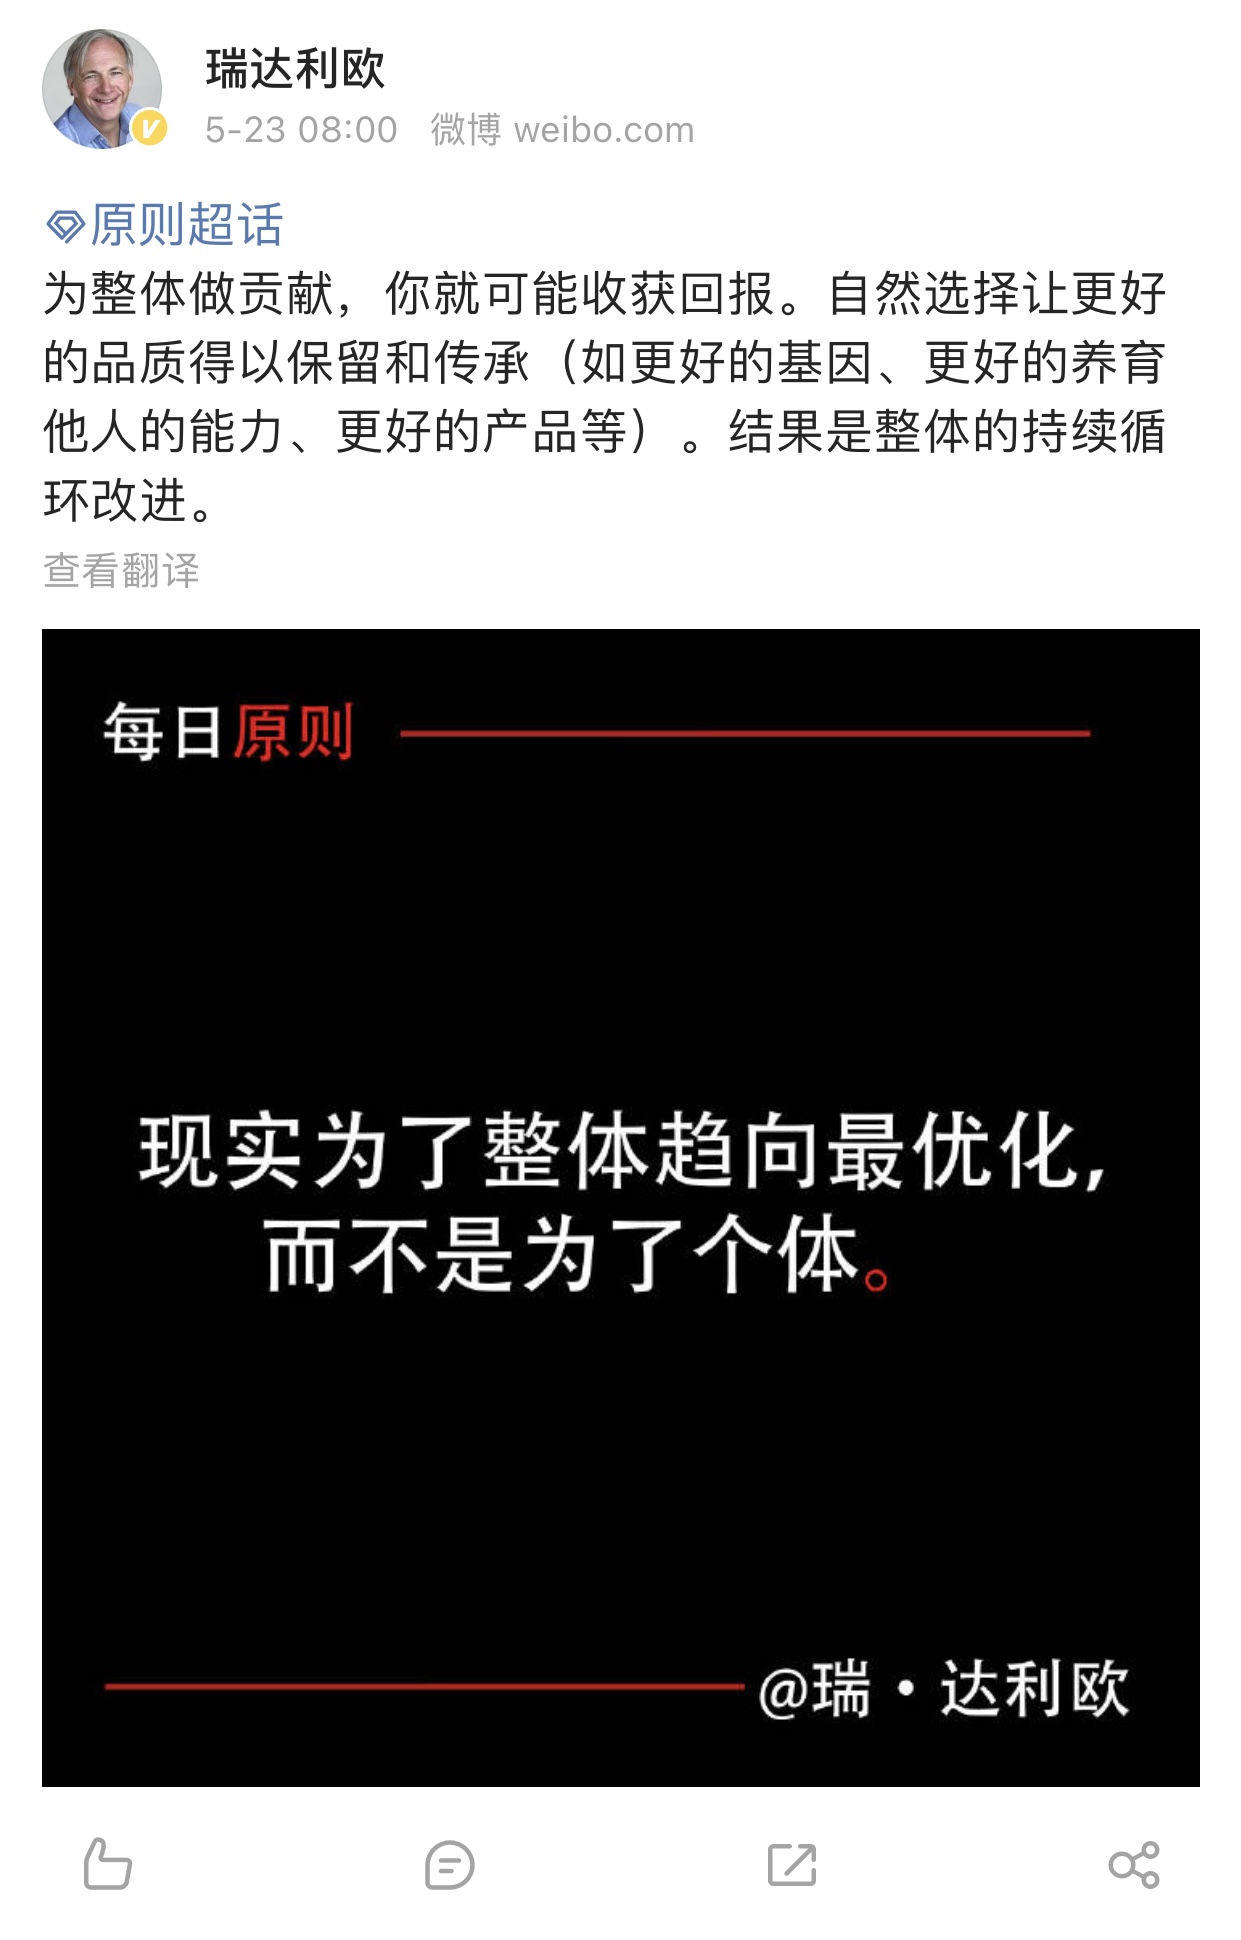 瑞达利欧
5-23 08:00 微博 weibo.com
原则超话
为整体做贡献，你就可能收获回报。自然选择让更好
的品质得以保留和传承（如更好的基因、更好的养育
他人的能力、更好的产品等）。结果是整体的持续循
环改进。
查看翻译
每日原则
现实为了整体趋向最优化,
而不是为了个体。
@瑞·达利欧